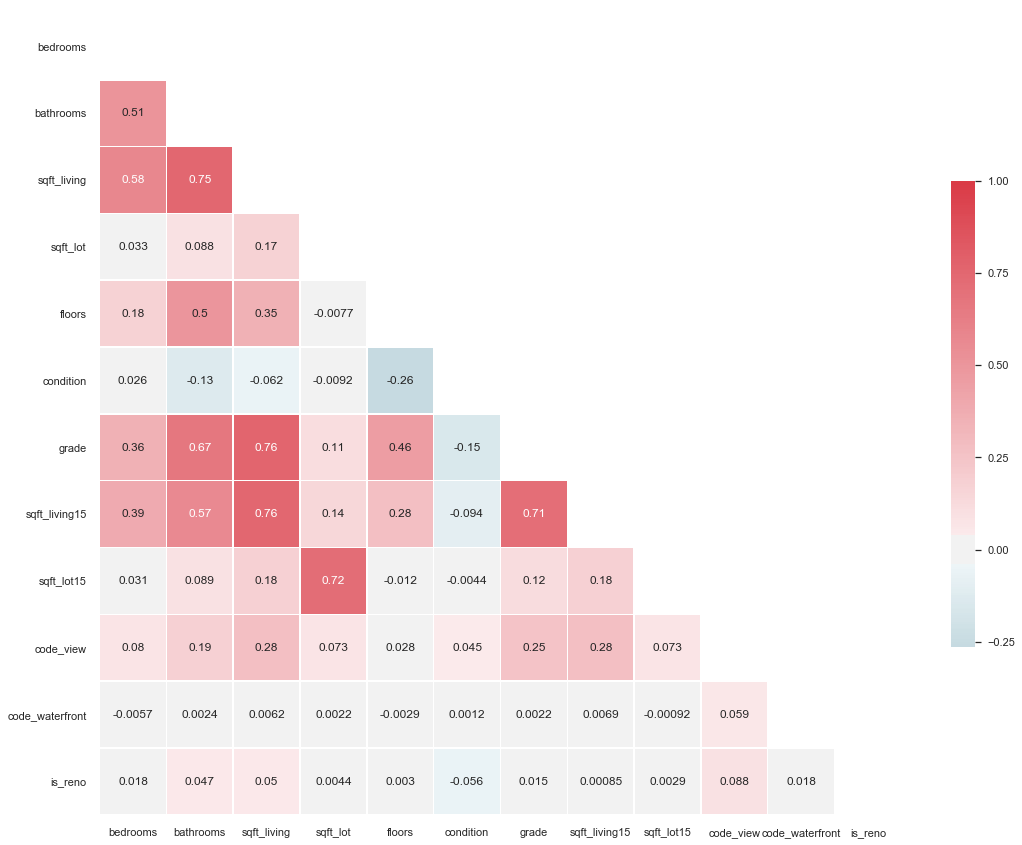 bedrooms
bathrooms 0.51
sqft_living 0.58 0.75
1.00
sqft_lot 0.033 0.088 0.17
0.75
floors 0.18 0.5 0.35 -0.0077
0.50
condition 0.026 -0.13 -0.062 -0.0092 -0.26
grade 0.36 0.67 0.76 0.11 0.46 -0.15
0.25
sqft_living15 0.39 0.57 0.76 0.14 0.28 -0.094 0.71
0.00
sqft_lot15 0.031 0.089 0.18 0.72 -0.012 -0.0044 0.12 0.18
−0.25
code_view 0.08 0.19 0.28 0.073 0.028 0.045 0.25 0.28 0.073
code_waterfront -0.0057 0.0024 0.0062 0.0022 -0.0029 0.0012 0.0022 0.0069 -0.00092 0.059
is_reno 0.018 0.047 0.05 0.0044 0.003 -0.056 0.015 0.00085 0.0029 0.088 0.018
bedrooms bathrooms sqft_living sqft_lot floors condition grade sqft_living15 sqft_lot15 code_view code_waterfront is_reno